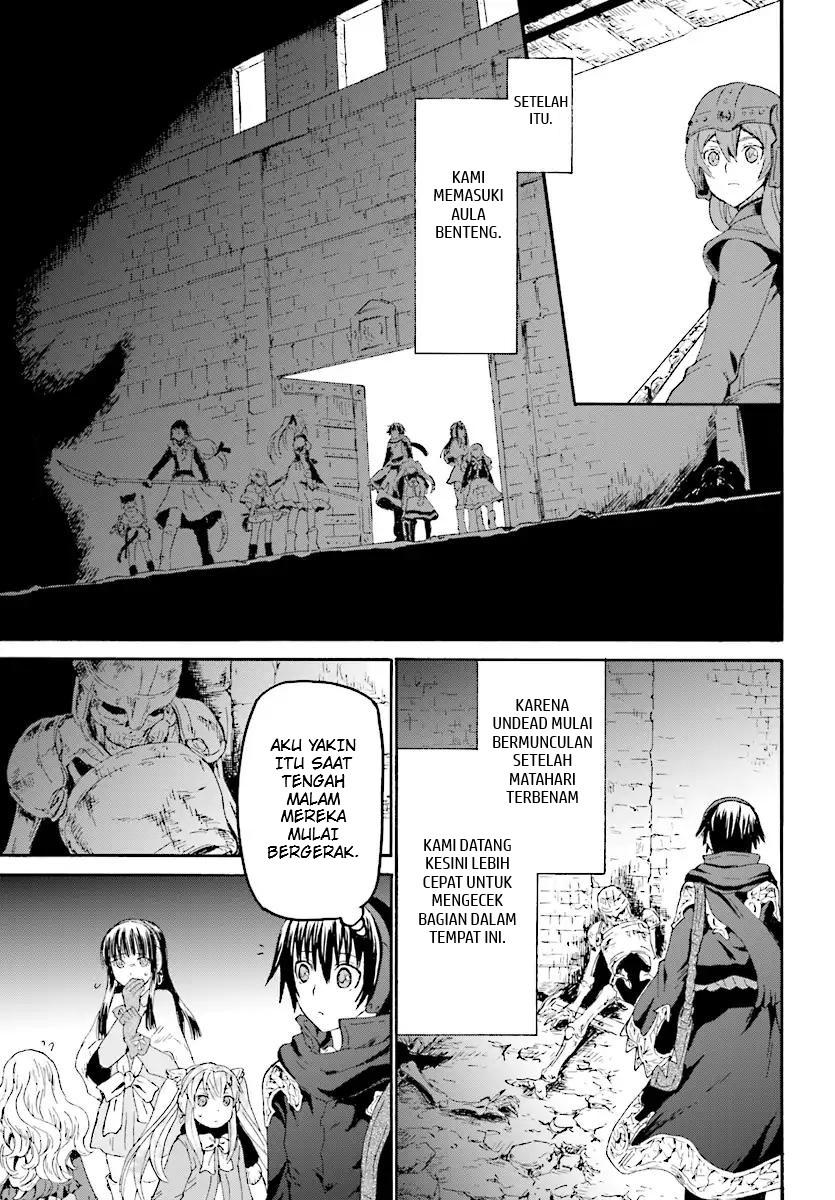 SETELAH
ITU.
KAMI
MEMASUKI
AULA
BENTENG.
KARENA
UNDEAD MULAI
BERMUNCULAN
SETELAH
MATAHARI
TERBENAM
KAMI DATANG
KESINI LEBIH
CEPAT UNTUK
MENGECEK
BAGIAN DALAM
TEMPAT INI.
AKU YAKIN
ITU SAAT
TENGAH
MALAM
MEREKA
MULAI
BERGERAK.